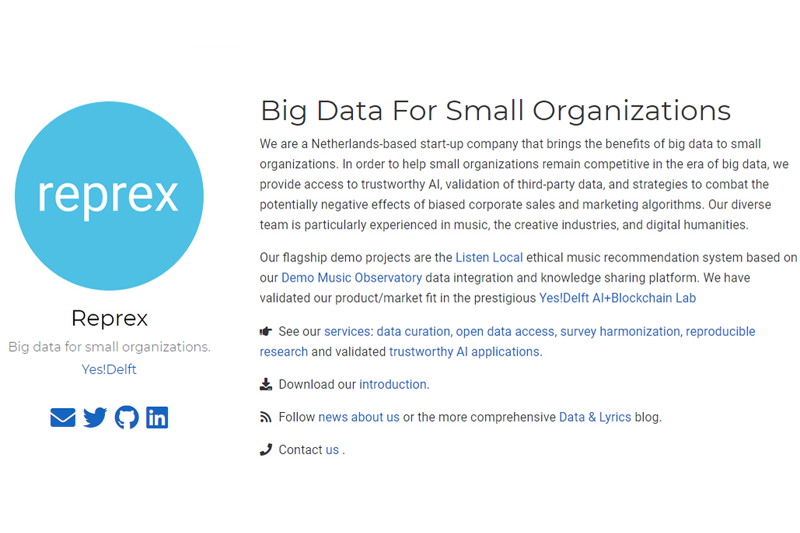 reprex
Reprex
Big data for small organizations.
Yes!Delft
Big Data For Small Organizations
We are a Netherlands-based start-up company that brings the benefits of big data to small
organizations. In order to help small organizations remain competitive in the era of big data, we
provide access to trustworthy AI, validation of third-party data, and strategies to combat the
potentially negative effects of biased corporate sales and marketing algorithms. Our diverse
team is particularly experienced in music, the creative industries, and digital humanities.
Our flagship demo projects are the Listen Local ethical music recommendation system based on
our Demo Music Observatory data integration and knowledge sharing platform. We have
validated our product/market fit in the prestigious Yes!Delft AI+Blockchain Lab
See our services: data curation, open data access, survey harmonization, reproducible
research and validated trustworthy AI applications.
Download our introduction.
Follow news about us or the more comprehensive Data & Lyrics blog.
Contact us .